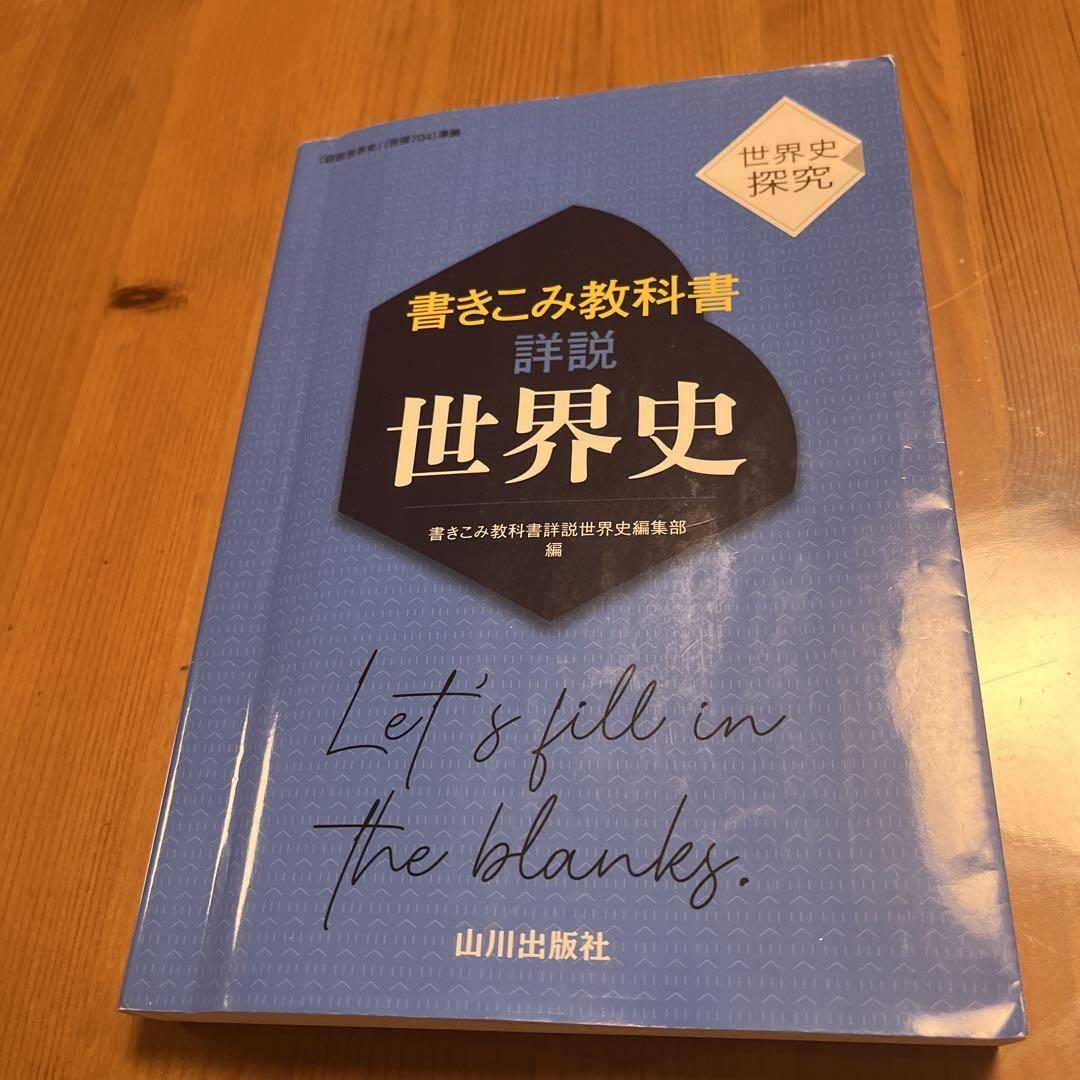 『詳説世界史』(世探704)準拠
世界史
探究
書きこみ教科書
詳説
世界史
書きこみ教科書詳説世界史編集部
編
Let's fill in
the blanks.
山川出版社